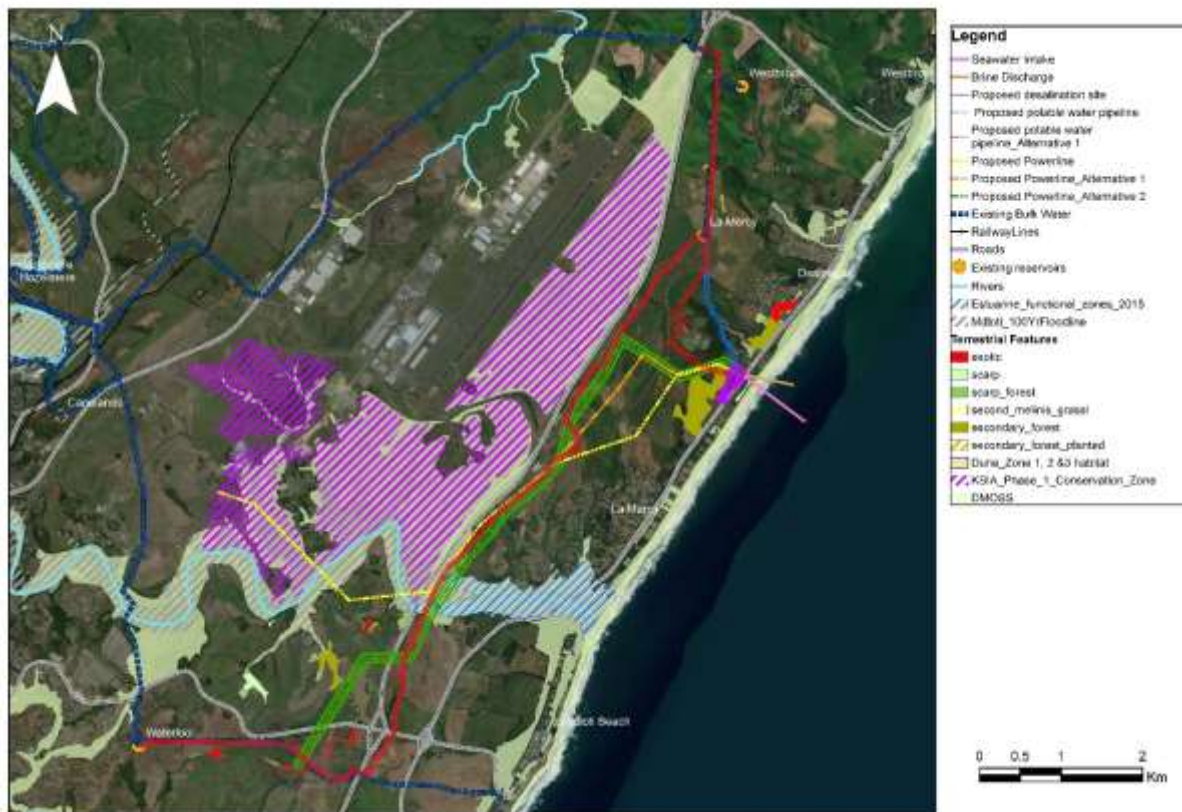 N
Westbrook
Westbrook
La Mercy
Hazelmere
Canelands
La Mercy
Waterloo
Beach
Legend
Seawater Intake
Brine Discharge
Proposed desalination site
Proposed potable water pipeline
Proposed potable water
pipeline_Alternative 1
Proposed Powerline
Proposed Powerline_Alternative 1
Proposed Powerline_Alternative 2
Existing Bulk Water
RailwayLines
Roads
Existing reservoirs
Rivers
Estuarine_functional_zones_2015
Mdloti_100YrFloodline
Terrestrial Features
exotic
scarp
scarp_forest
second_melinis_grassl
secondary_forest
secondary_forest_planted
Dune_Zone 1, 2 &3 habitat
KSIA_Phase_1_Conservation_Zone
DMOSS
0 0.5 1 2
Km